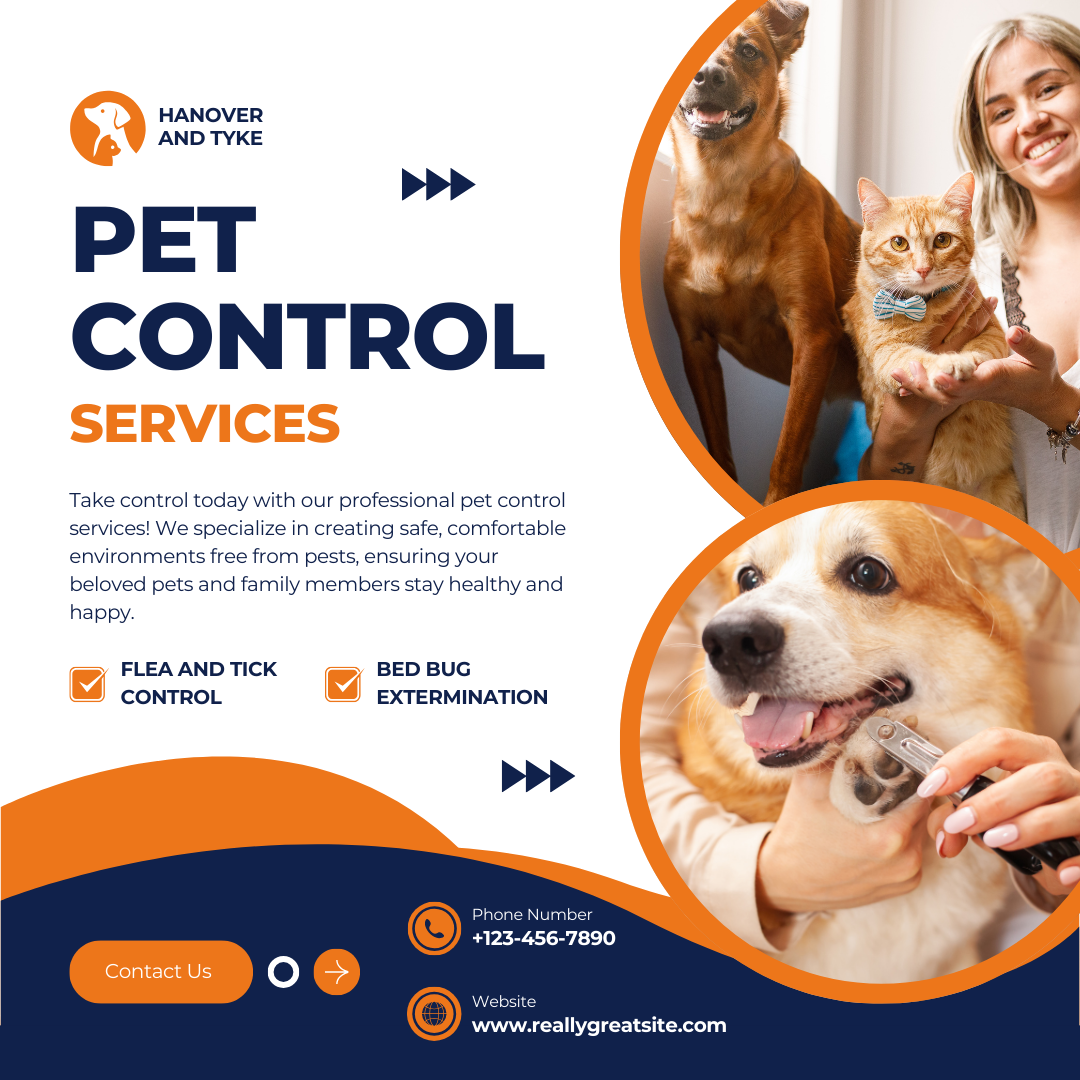 HANOVER
AND TYKE
PET
CONTROL
SERVICES
Take control today with our professional pet control
services! We specialize in creating safe, comfortable
environments free from pests, ensuring your
beloved pets and family members stay healthy and
happy.
FLEA AND TICK
CONTROL
BED BUG
EXTERMINATION
Contact Us
Phone Number
+123-456-7890
Website
www.reallygreatsite.com